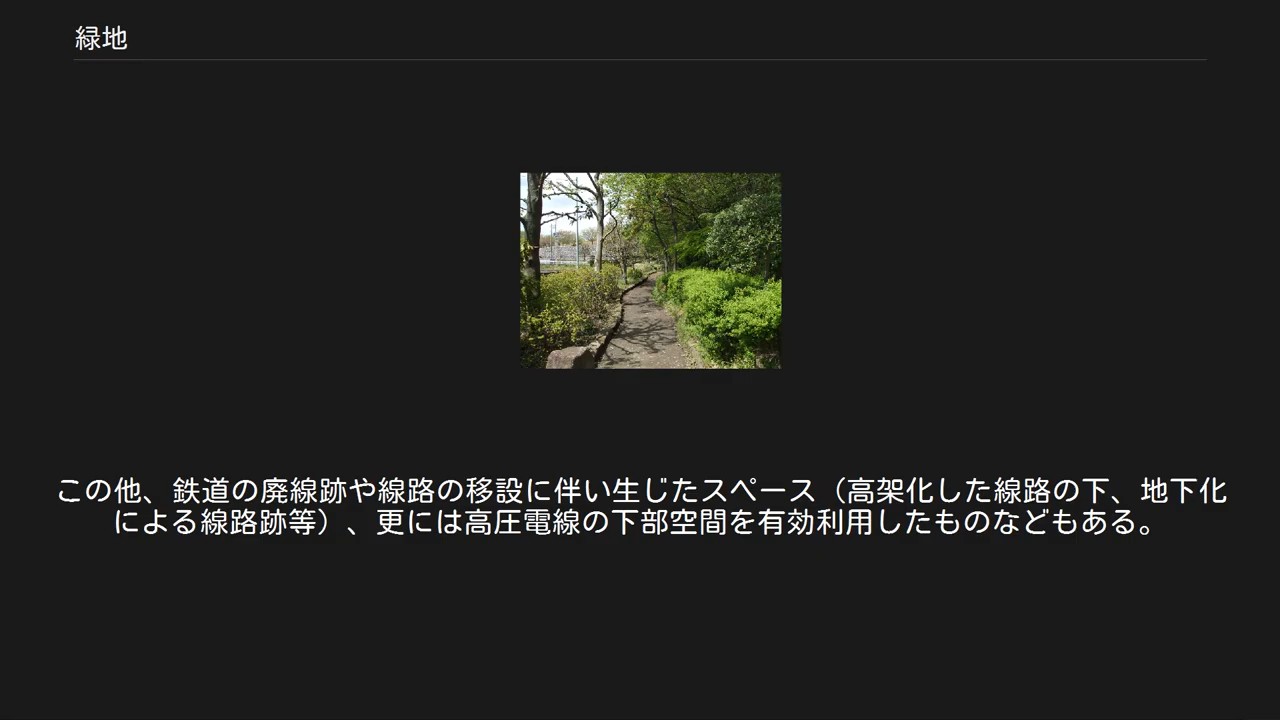 緑地
この他、鉄道の廃線跡や線路の移設に伴い生じたスペース（高架化した線路の下、地下化
による線路跡等）、更には高圧電線の下部空間を有効利用したものなどもある。